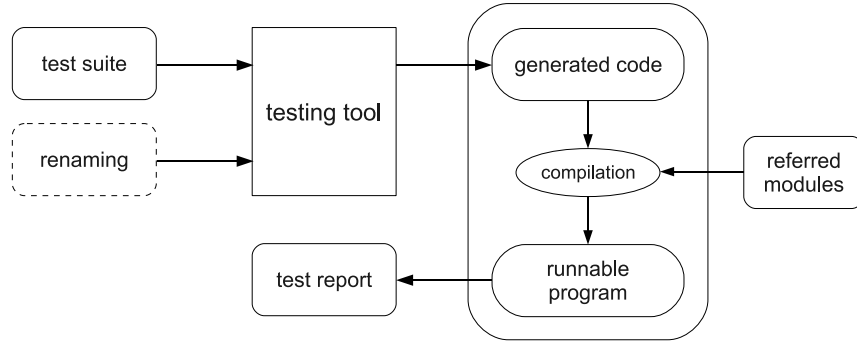 test suite
renaming
testing tool
generated code
compilation
referred
modules
test report
runnable
program